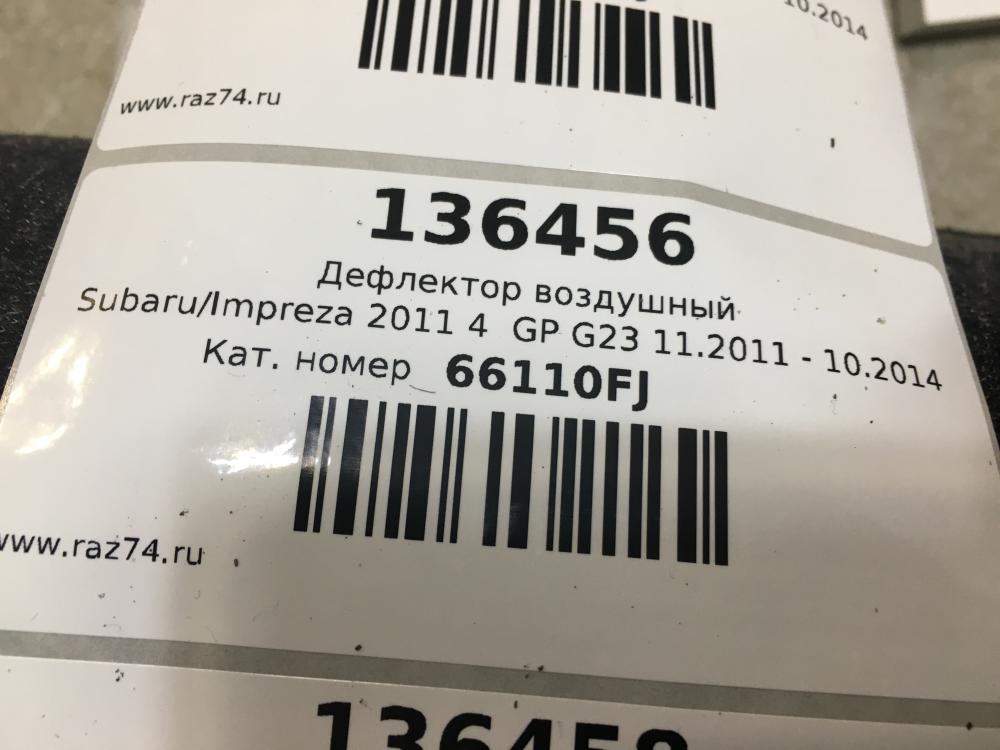 10.2014
www.raz74.ru
136456
Дефлектор воздушный
Subaru/Impreza 2011 4 GP G23 11.2011 - 10.2014
Кат. номер 66110FJ
www.raz74.ru
136458